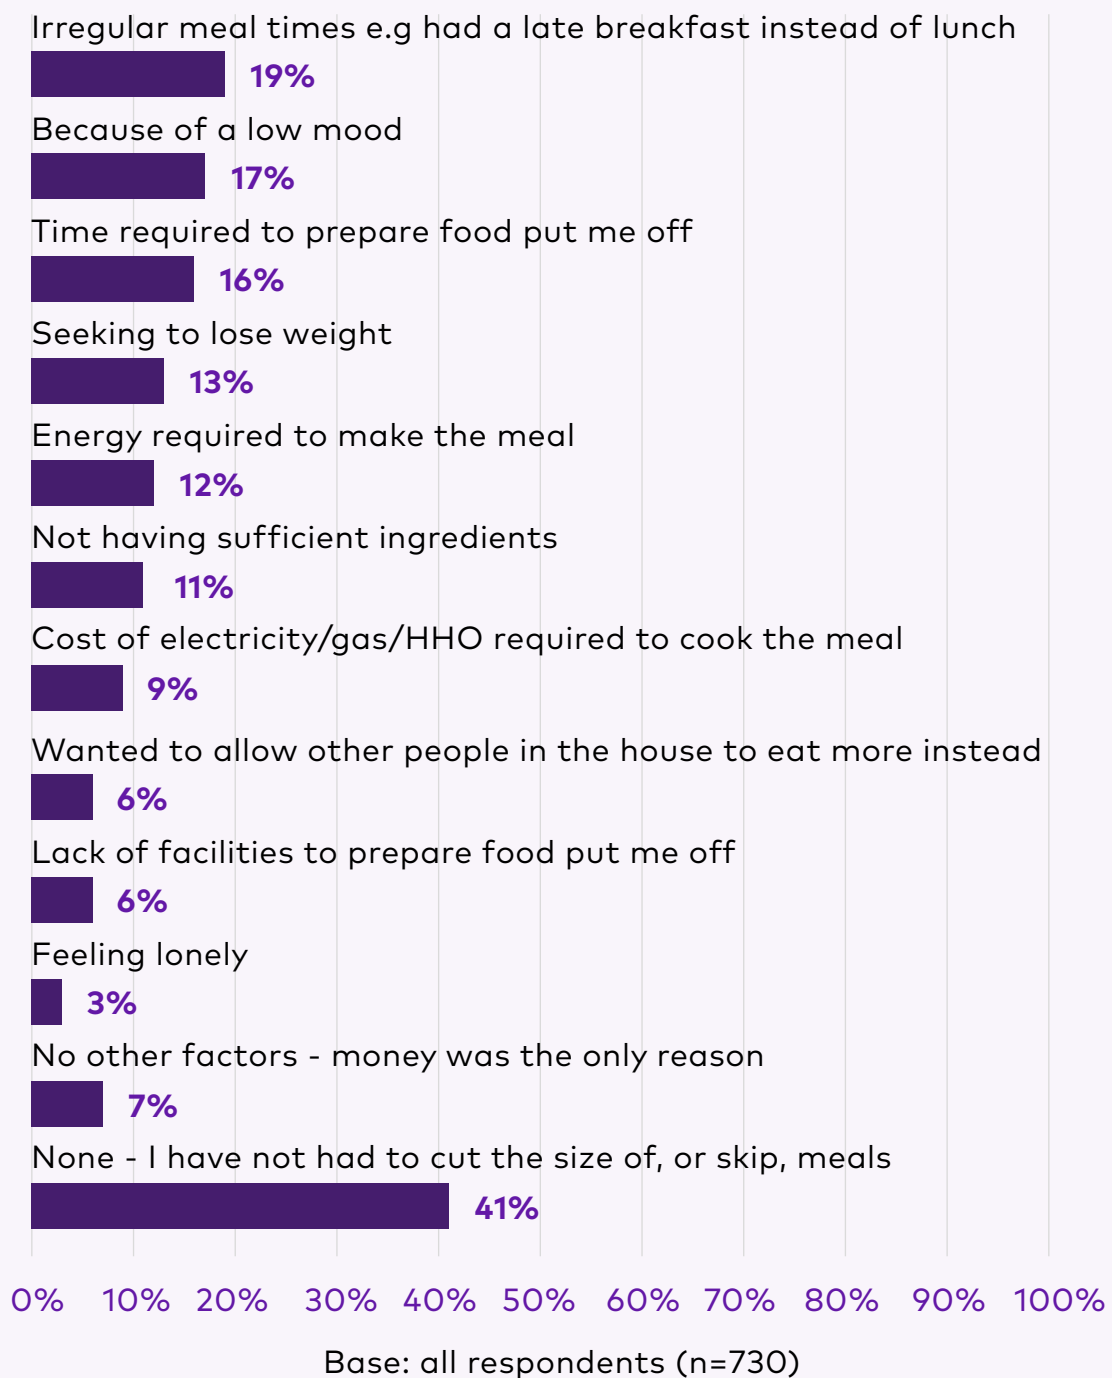 Irregular meal times e.g had a late breakfast instead of lunch
19%
Because of a low mood
17%
Time required to prepare food put me off
16%
Seeking to lose weight
13%
Energy required to make the meal
12%
Not having sufficient ingredients
11%
Cost of electricity/gas/HHO required to cook the meal
9%
Wanted to allow other people in the house to eat more instead
6%
Lack of facilities to prepare food put me off
6%
Feeling lonely
3%
No other factors - money was the only reason
7%
None - I have not had to cut the size of, or skip, meals
41%
0% 10% 20% 30% 40% 50% 60% 70% 80% 90% 100%
Base: all respondents (n=730)